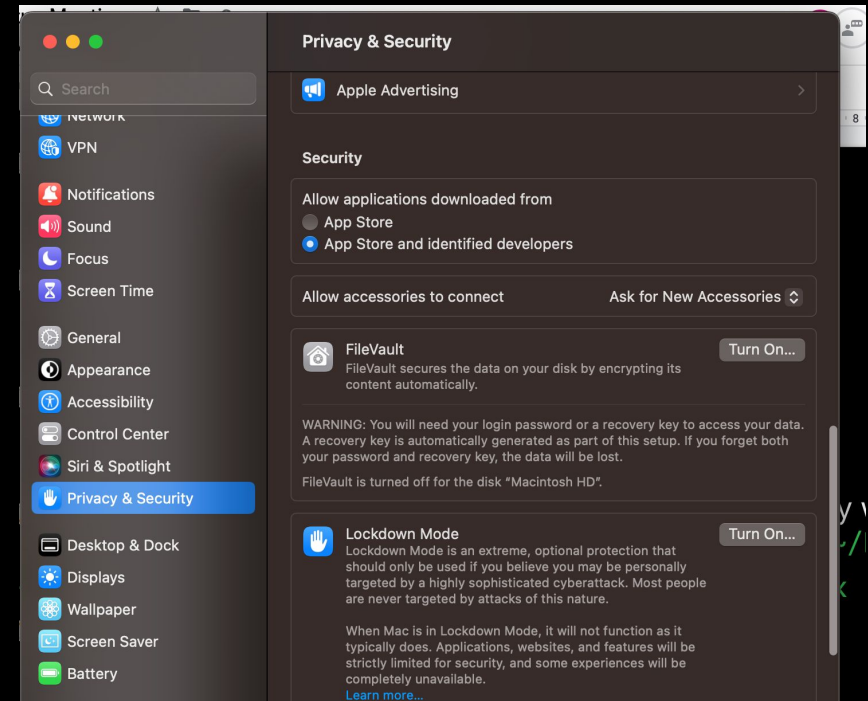 Privacy & Security
Search
Network
VPN
Notifications
Sound
Focus
Screen Time
General
Appearance
Accessibility
Control Center
Siri & Spotlight
Privacy & Security
Desktop & Dock
Displays
Wallpaper
Screen Saver
Battery
Apple Advertising
Security
Allow applications downloaded from
App Store
App Store and identified developers
Allow accessories to connect Ask for New Accessories
FileVault Turn On...
FileVault secures the data on your disk by encrypting its
content automatically.
WARNING: You will need your login password or a recovery key to access your data.
A recovery key is automatically generated as part of this setup. If you forget both
your password and recovery key, the data will be lost.
FileVault is turned off for the disk “Macintosh HD”.
Lockdown Mode Turn On...
Lockdown Mode is an extreme, optional protection that
should only be used if you believe you may be personally
targeted by a highly sophisticated cyberattack. Most people
are never targeted by attacks of this nature.
When Mac is in Lockdown Mode, it will not function as it
typically does. Applications, websites, and features will be
strictly limited for security, and some experiences will be
completely unavailable.
Learn more...
8